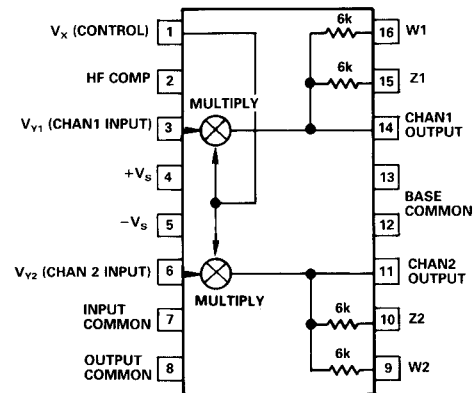 Vx (CONTROL)
1
HF COMP
2
MULTIPLY
VY1 (CHAN1 INPUT)
3
+Vs
4
-Vs
5
VY2 (CHAN 2 INPUT)
6
MULTIPLY
INPUT
COMMON
7
OUTPUT
COMMON
8
6k
16
W1
6k
15
Z1
14
CHAN1
OUTPUT
13
BASE
COMMON
12
11
CHAN2
OUTPUT
6k
10
Z2
6k
9
W2